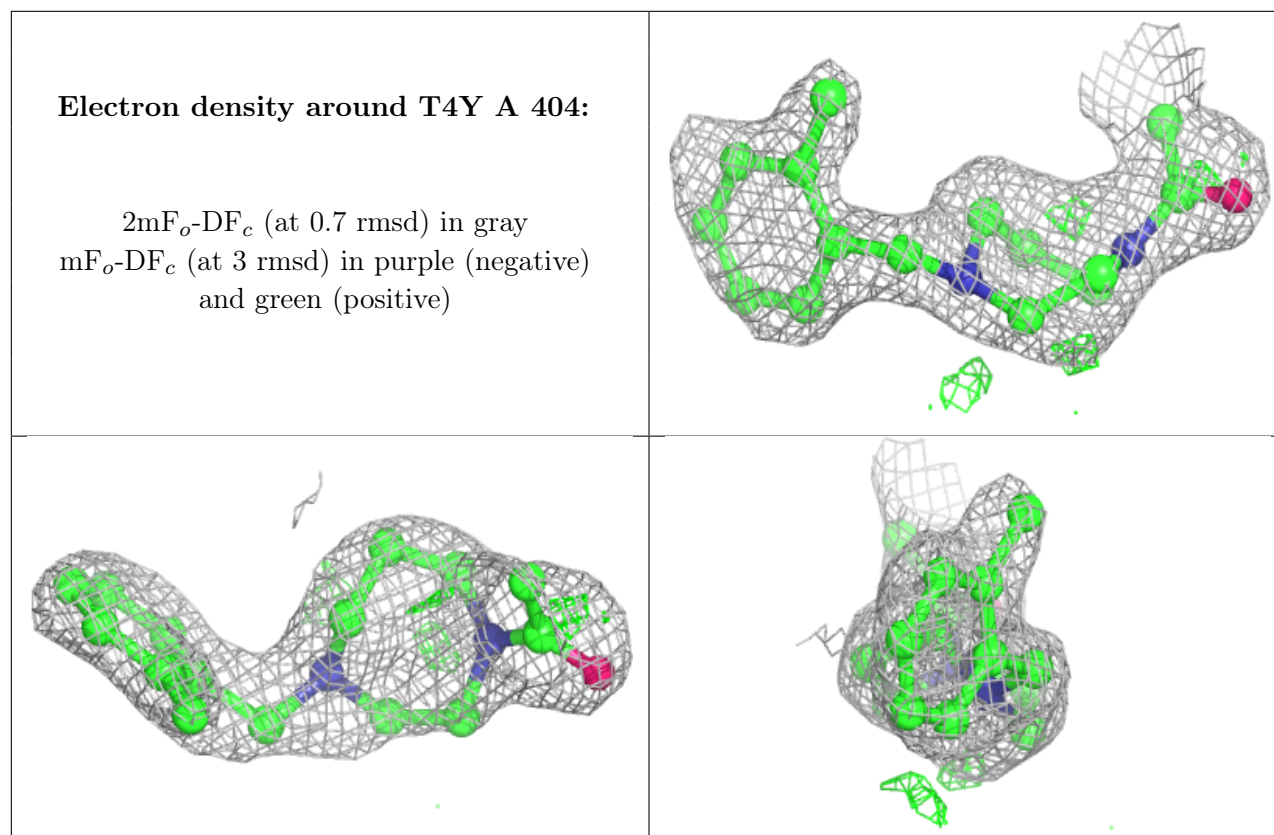 Electron density around T4Y A 404:
2mFo-DFc (at 0.7 rmsd) in gray
mFo-DFc (at 3 rmsd) in purple (negative)
and green (positive)